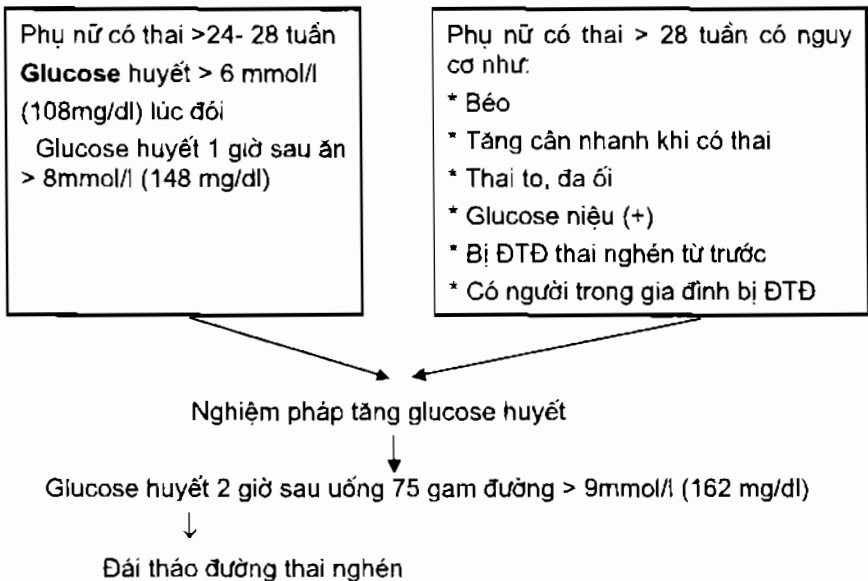 Phụ nữ có thai >24- 28 tuần
Glucose huyết > 6 mmol/l
(108mg/dl) lúc đói
Glucose huyết 1 giờ sau ăn
> 8mmol/l (148 mg/dl)
Phụ nữ có thai > 28 tuần có nguy
cơ như:
* Béo
* Tăng cân nhanh khi có thai
* Thai to, đa ối
* Glucose niệu (+)
* Bị ĐTĐ thai nghén từ trước
* Có người trong gia đình bị ĐTĐ
Nghiệm pháp tăng glucose huyết
Glucose huyết 2 giờ sau uống 75 gam đường > 9mmol/l (162 mg/dl)
Đái tháo đường thai nghén